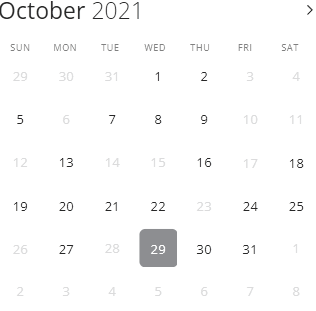 October 2021
SUN MON TUE WED THU FRI SAT
29 30 31 1 2 3 4
5 6 7 8 9 10 11
12 13 14 15 16 17 18
19 20 21 22 23 24 25
26 27 28 29 30 31 1
2 3 4 5 6 7 8